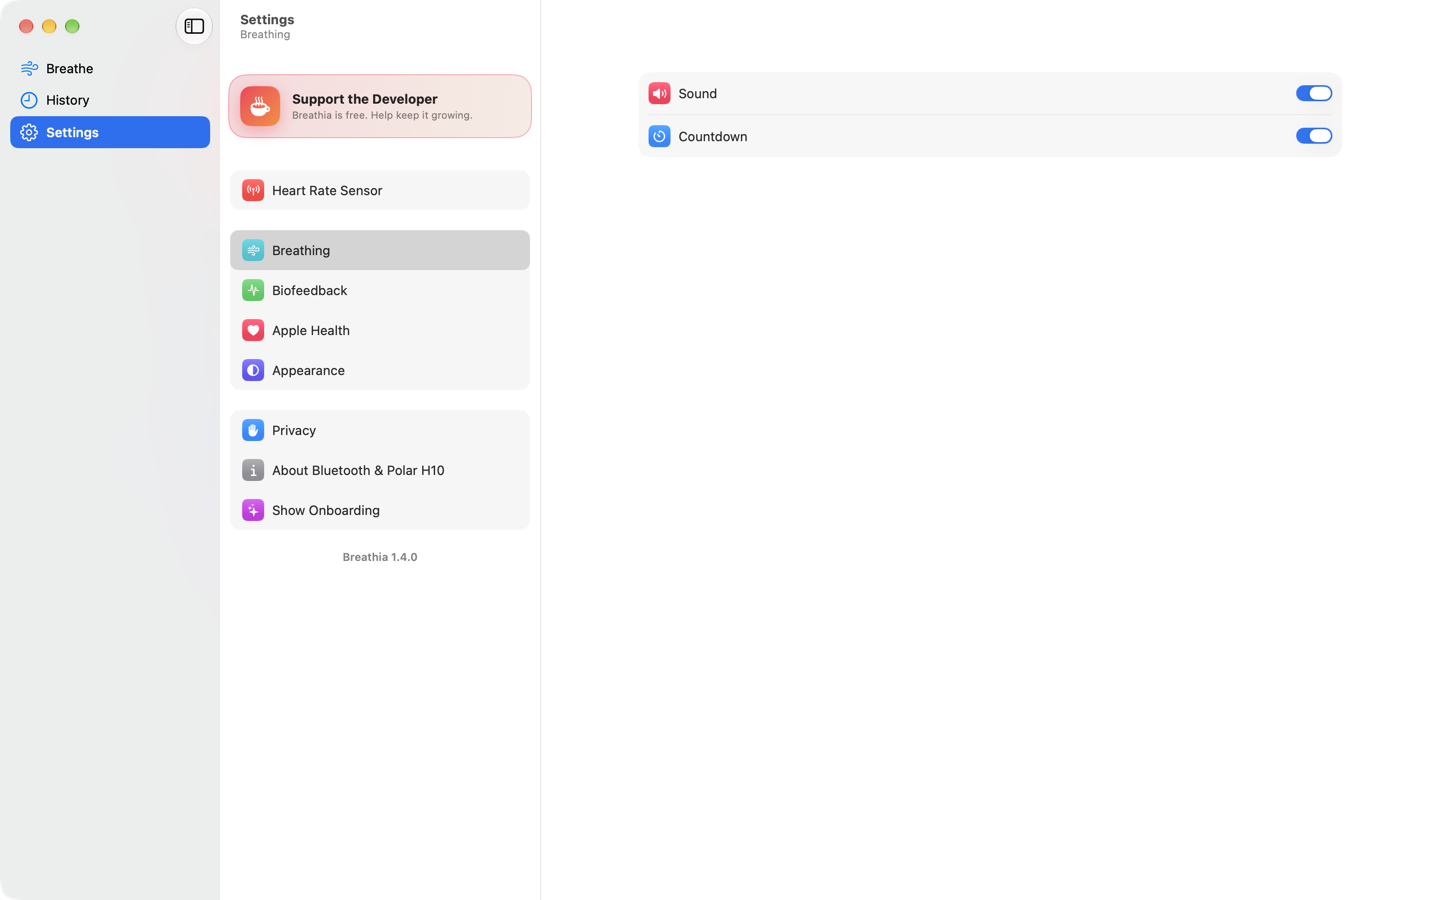 Breathe
History
Settings
Settings
Breathing
Support the Developer
Breathia is free. Help keep it growing.
Heart Rate Sensor
Breathing
Biofeedback
Apple Health
Appearance
Privacy
About Bluetooth & Polar H10
Show Onboarding
Breathia 1.4.0
Sound
Countdown